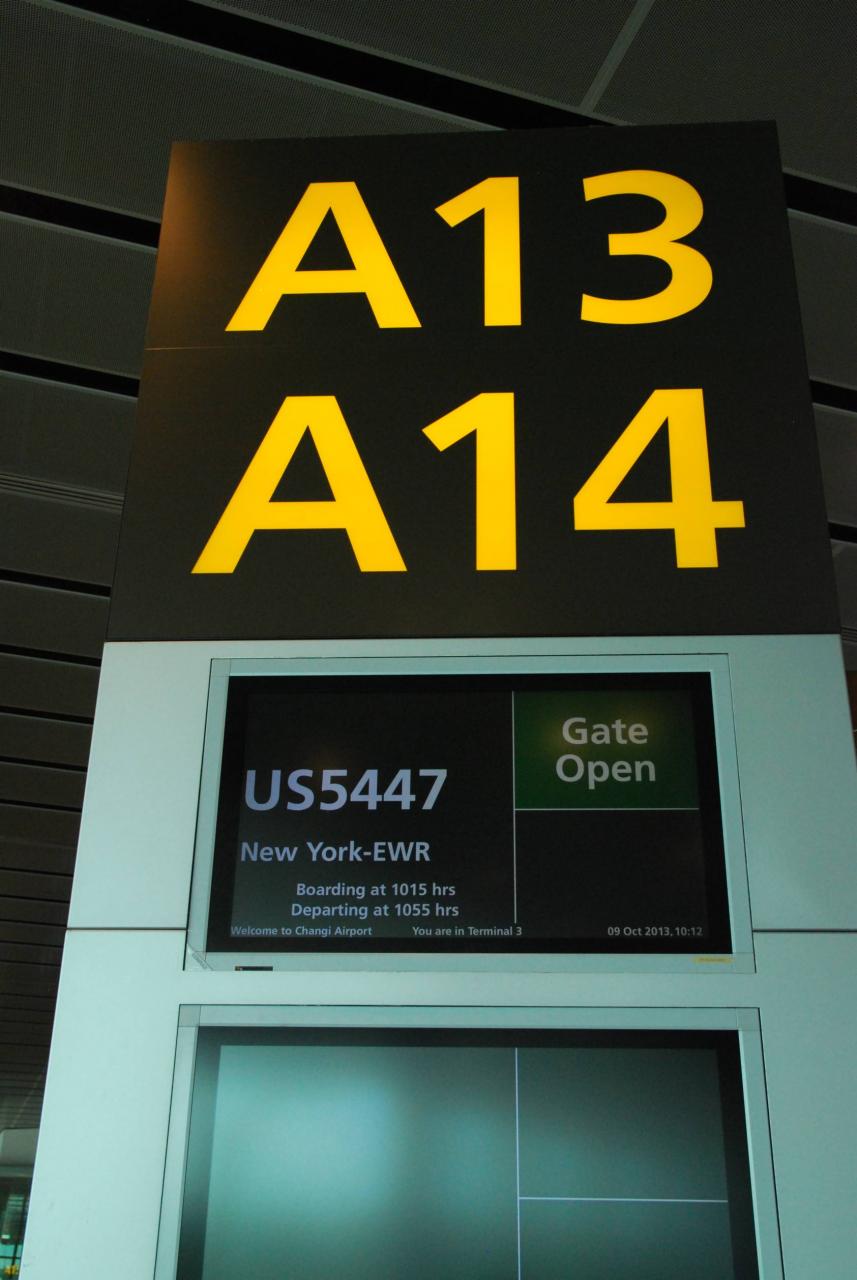 A13
A14
Gate
Open
US5447
New York-EWR
Boarding at 1015 hrs
Departing at 1055 hrs
Welcome to Changi Airport You are in Terminal 3 09 Oct 2013, 10:12